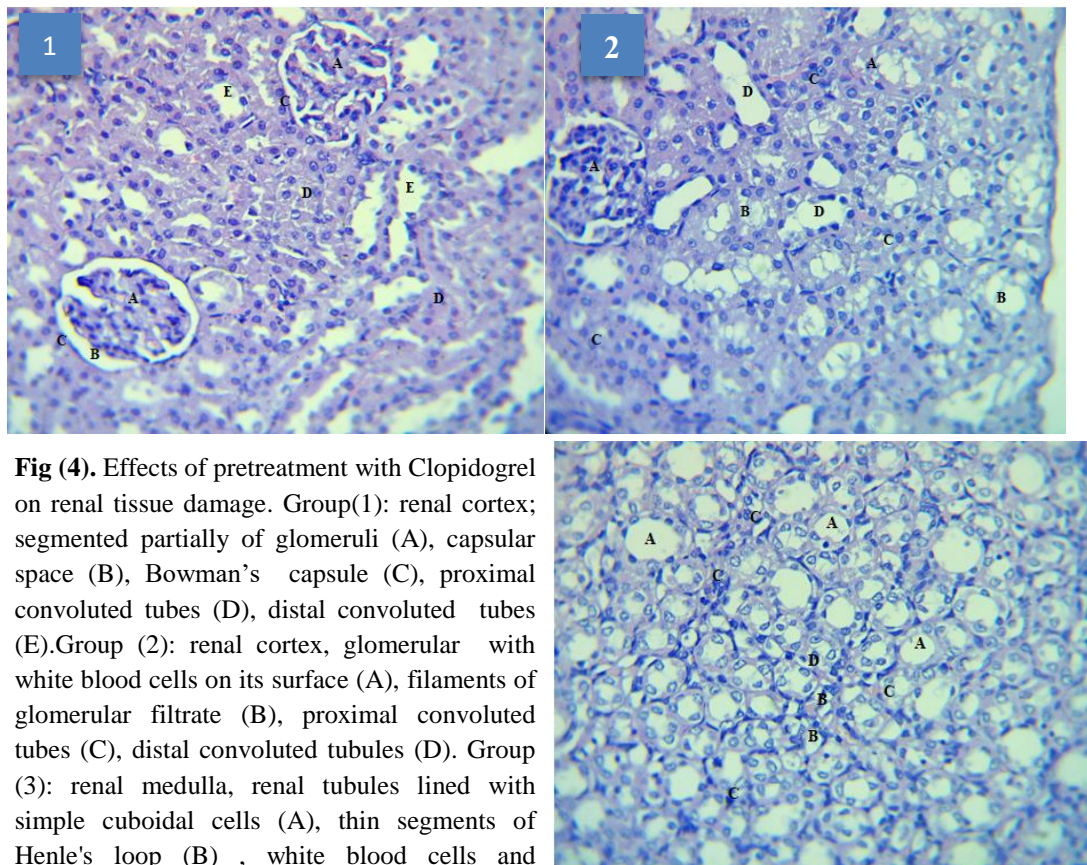 1
A
E
C
D
E
A
D
C
B
2
A
C
D
A
B
D
C
B
C
Fig (4). Effects of pretreatment with Clopidogrel
on renal tissue damage. Group(1): renal cortex;
segmented partially of glomeruli (A), capsular
space (B), Bowman's capsule (C), proximal
convoluted tubes (D), distal convoluted tubes
(E).Group (2): renal cortex, glomerular with
white blood cells on its surface (A), filaments of
glomerular filtrate (B), proximal convoluted
tubes (C), distal convoluted tubules (D). Group
(3): renal medulla, renal tubules lined with
simple cuboidal cells (A), thin segments of
Henle's loop (B) , white blood cells and
C
A
A
C
A
D
C
B
B
C